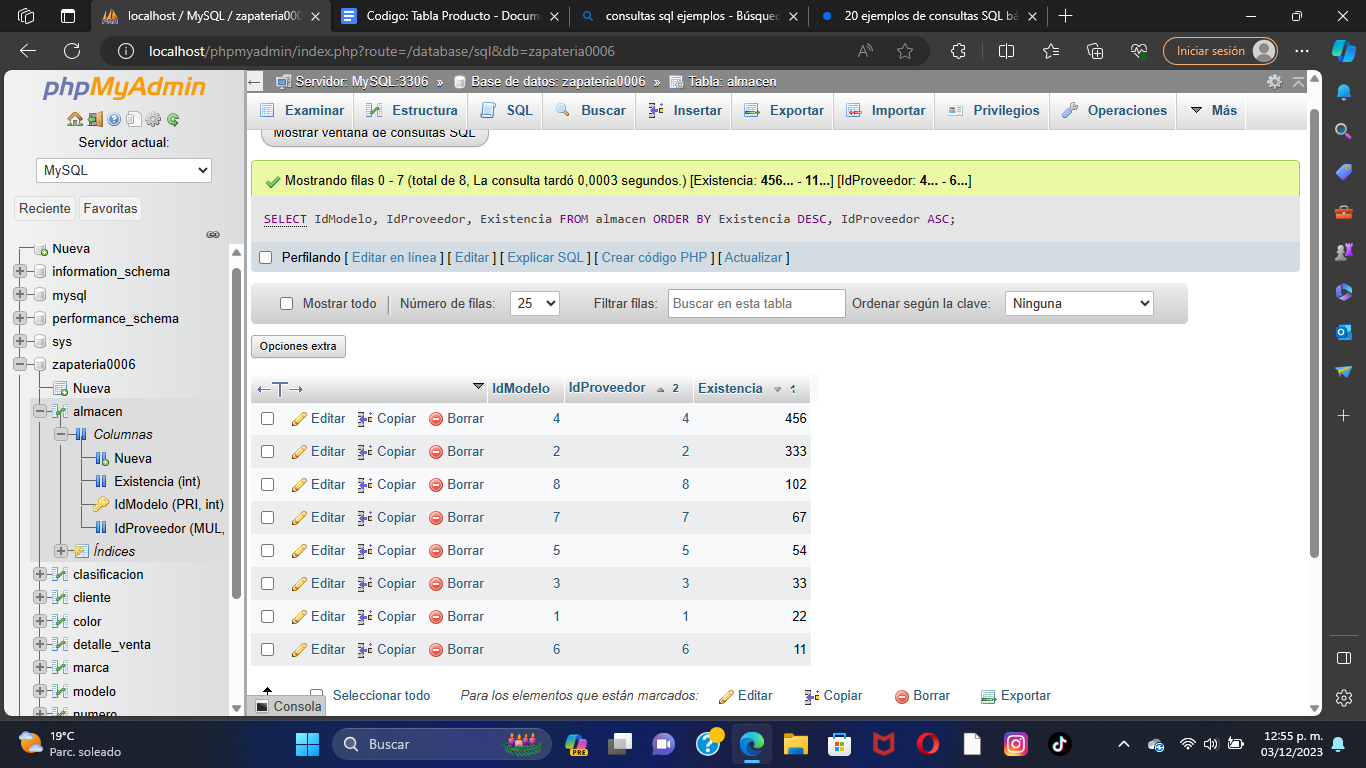 localhost / MySQL / zapateria000
Codigo: Tabla Producto - Docum
consultas sql ejemplos - Búsqued
20 ejemplos de consultas SQL bá
localhost/phpmyadmin/index.php?route=/database/sql&db=zapateria0006
Iniciar sesión
phpMyAdmin
Servidor actual:
MySQL
Reciente
Favoritas
Nueva
information_schema
mysql
performance_schema
sys
zapateria0006
Nueva
almacen
Columnas
Nueva
Existencia (int)
IdModelo (PRI, int)
IdProveedor (MUL,
Índices
clasificacion
cliente
color
detalle_venta
marca
modelo
numero
Servidor: MySQL:3306 » Base de datos: zapateria0006 » Tabla: almacen
Examinar Estructura SQL Buscar Insertar Exportar Importar Privilegios Operaciones Más
Mostrar ventana de consultas SQL
Mostrando filas 0 - 7 (total de 8, La consulta tardó 0,0003 segundos.) [Existencia: 456... - 11...] [IdProveedor: 4... - 6...]
SELECT IdModelo, IdProveedor, Existencia FROM almacen ORDER BY Existencia DESC, IdProveedor ASC;
Perfilando [ Editar en línea ] [ Editar ] [ Explicar SQL ] [ Crear código PHP ] [ Actualizar ]
Mostrar todo Número de filas: 25 Filtrar filas: Buscar en esta tabla Ordenar según la clave: Ninguna
Opciones extra
←T→ IdModelo IdProveedor 2 Existencia 1
Editar Copiar Borrar 4 4 456
Editar Copiar Borrar 2 2 333
Editar Copiar Borrar 8 8 102
Editar Copiar Borrar 7 7 67
Editar Copiar Borrar 5 5 54
Editar Copiar Borrar 3 3 33
Editar Copiar Borrar 1 1 22
Editar Copiar Borrar 6 6 11
Seleccionar todo Para los elementos que están marcados: Editar Copiar Borrar Exportar
Consola
19°C
Parc. soleado
Buscar
PRE
12:55 p. m.
03/12/2023